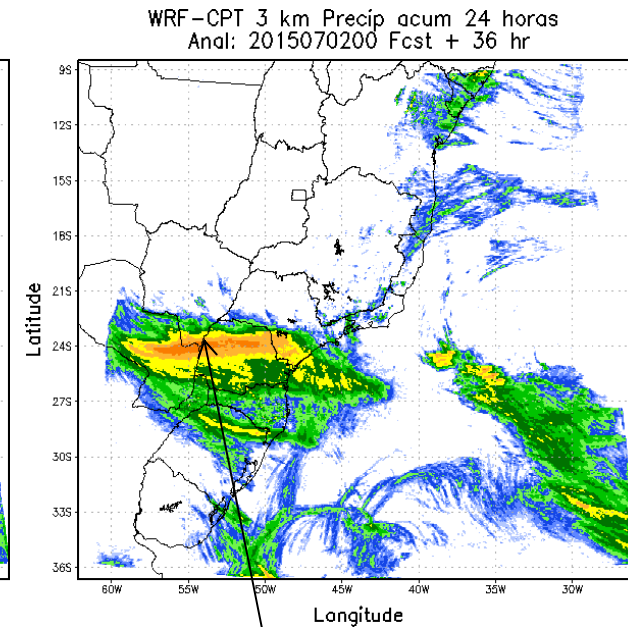 WRF-CPT 3 km Precip acum 24 horas
Anal: 2015070200 Fcst + 36 hr
9S
12S
15S
18S
21S
24S
27S
30S
33S
36S
Latitude
60W 55W 50W 45W 40W 35W 30W
Longitude